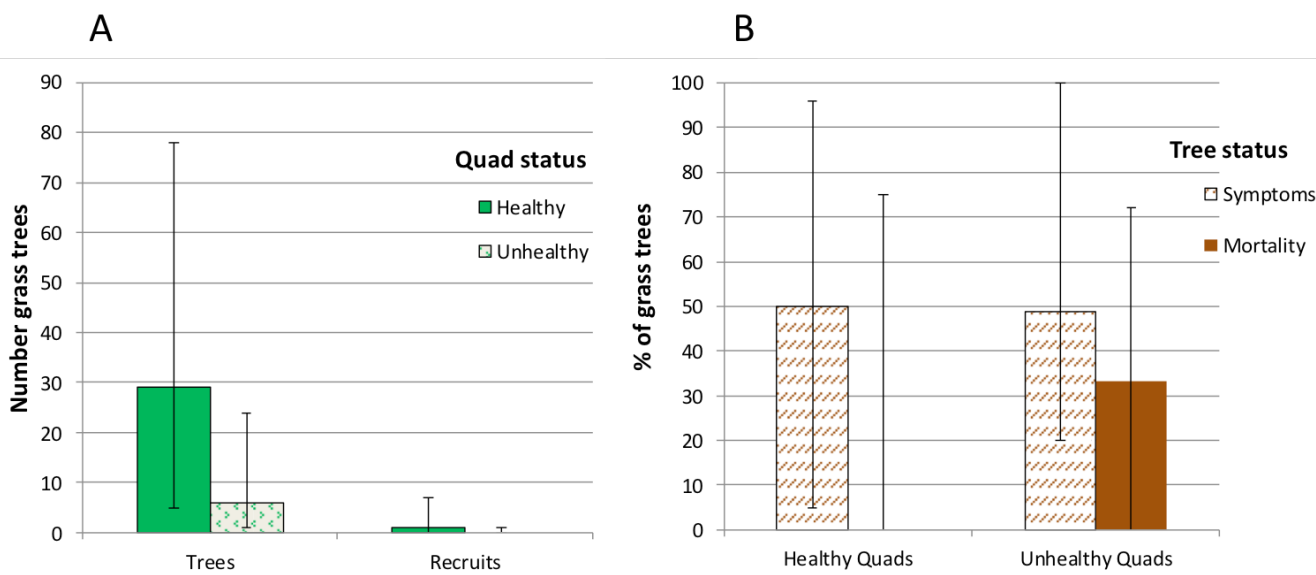 A
90
80
70
60
50
40
30
20
10
0
Number grass trees
Quad status
Healthy
Unhealthy
Trees
Recruits
B
100
90
80
70
60
50
40
30
20
10
0
% of grass trees
Tree status
Symptoms
Mortality
Healthy Quads
Unhealthy Quads